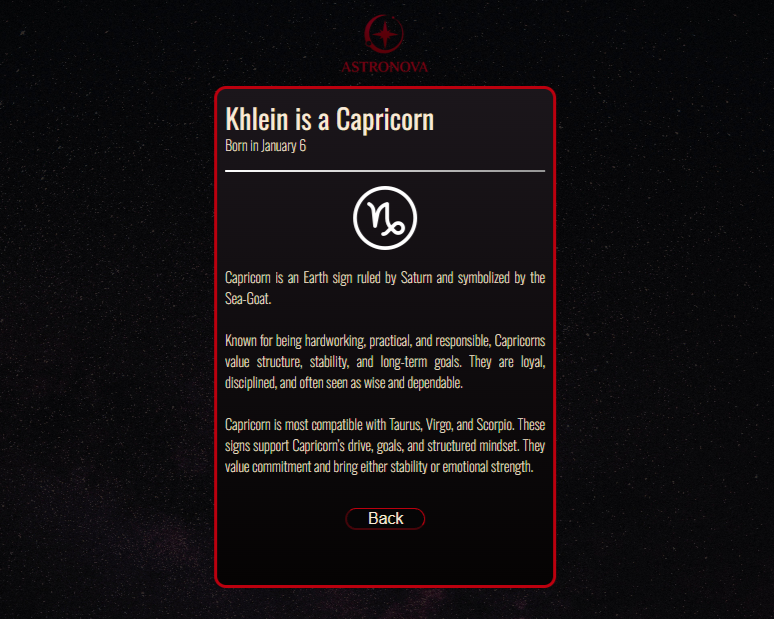 ASTRONOVA
Khlein is a Capricorn
Born in January 6
Capricorn is an Earth sign ruled by Saturn and symbolized by the
Sea-Goat.
Known for being hardworking, practical, and responsible, Capricorns
value structure, stability, and long-term goals. They are loyal,
disciplined, and often seen as wise and dependable.
Capricorn is most compatible with Taurus, Virgo, and Scorpio. These
signs support Capricorn's drive, goals, and structured mindset. They
value commitment and bring either stability or emotional strength.
Back